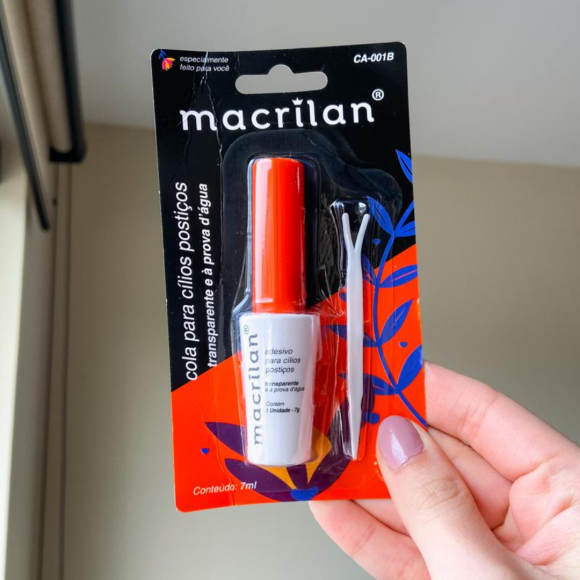 especialmente
feito para você
CA-001B
macrilan®
cola para cílios postiços
transparente e à prova d'água
macrilan®
adesivo
para cílios
postiços
transparente
e à prova d'água
Contém
1 Unidade - 7g
Conteúdo: 7ml